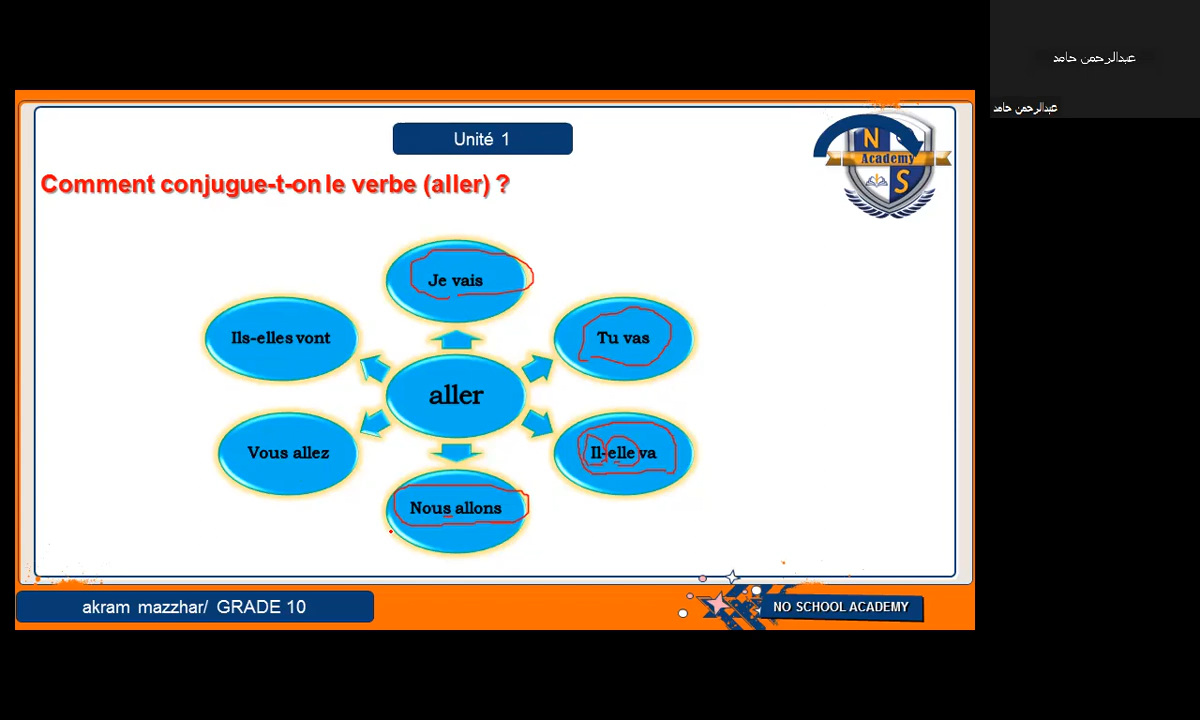 عبدالرحمن حامد
عبدالرحمن حامد
Unité 1
N
Academy
S
Comment conjugue-t-on le verbe (aller) ?
Je vais
Ils-elles vont
Tu vas
aller
Vous allez
Il-elle va
Nous allons
akram mazzhar/ GRADE 10
NO SCHOOL ACADEMY